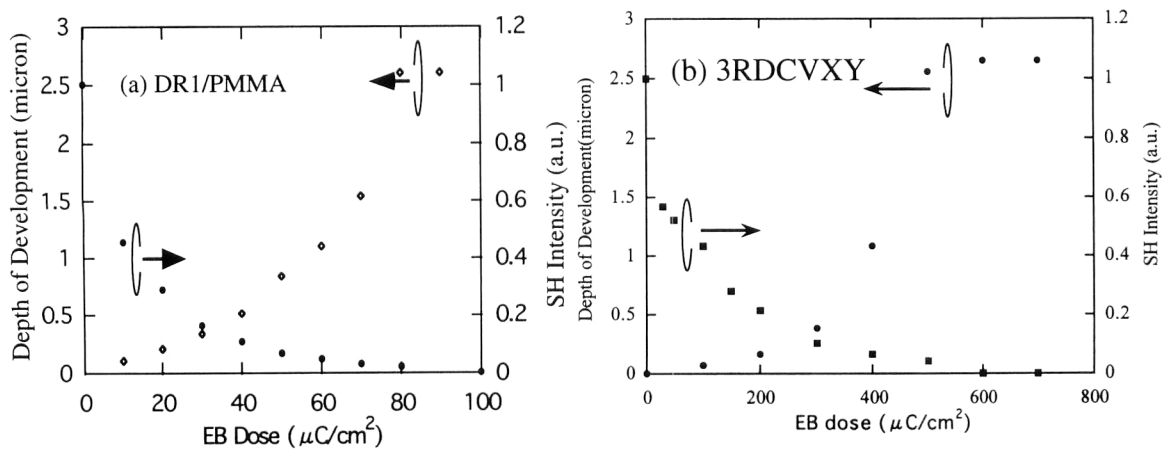 3
2.5
2
1.5
1
0.5
0
Depth of Development (micron)
(a) DR1/PMMA
1.2
1
0.8
0.6
0.4
0.2
0
SH Intensity (a.u.)
0 20 40 60 80 100
EB Dose (μC/cm²)
3
2.5
2
1.5
1
0.5
0
Depth of Development(micron)
(b) 3RDCVXY
1.2
1
0.8
0.6
0.4
0.2
0
SH Intensity (a.u.)
0 200 400 600 800
EB dose (μC/cm²)